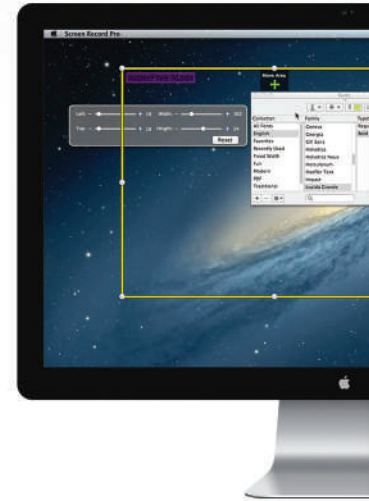 Screen Record Pro
Move Area
Left:
Width:
Top:
Height:
Reset
Fonts
Collection
Family
All Fonts
English
Favorites
Recently Used
Fixed Width
Fun
Modern
PDF
Traditional
Geneva
Georgia
Gill Sans
Helvetica
Helvetica Neue
Herculanum
Hoefler Text
Impact
Lucida Grande